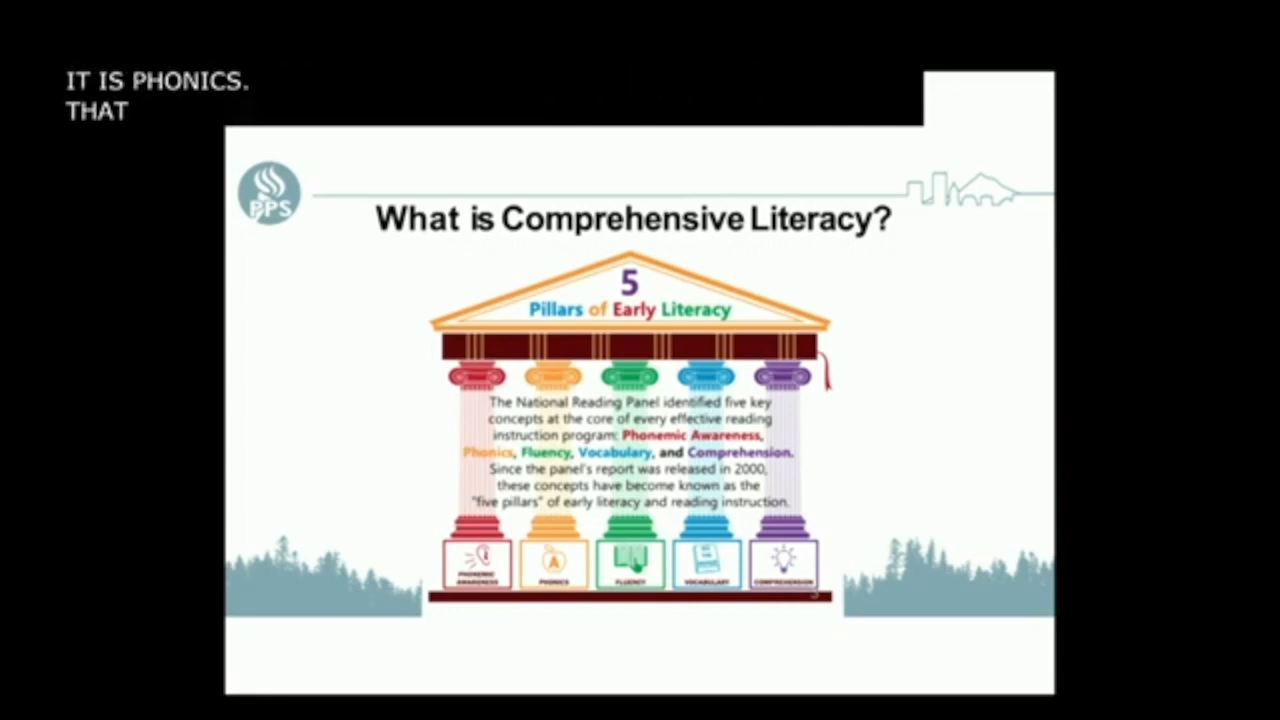 IT IS PHONICS.
THAT
PPS
What is Comprehensive Literacy?
5
Pillars of Early Literacy
The National Reading Panel identified five key
concepts at the core of every effective reading
instruction program: Phonemic Awareness,
Phonics, Fluency, Vocabulary, and Comprehension.
Since the panel's report was released in 2000,
these concepts have become known as the
"five pillars" of early literacy and reading instruction.
PHONEMIC
AWARENESS
A
PHONICS
FLUENCY
VOCABULARY
COMPREHENSION